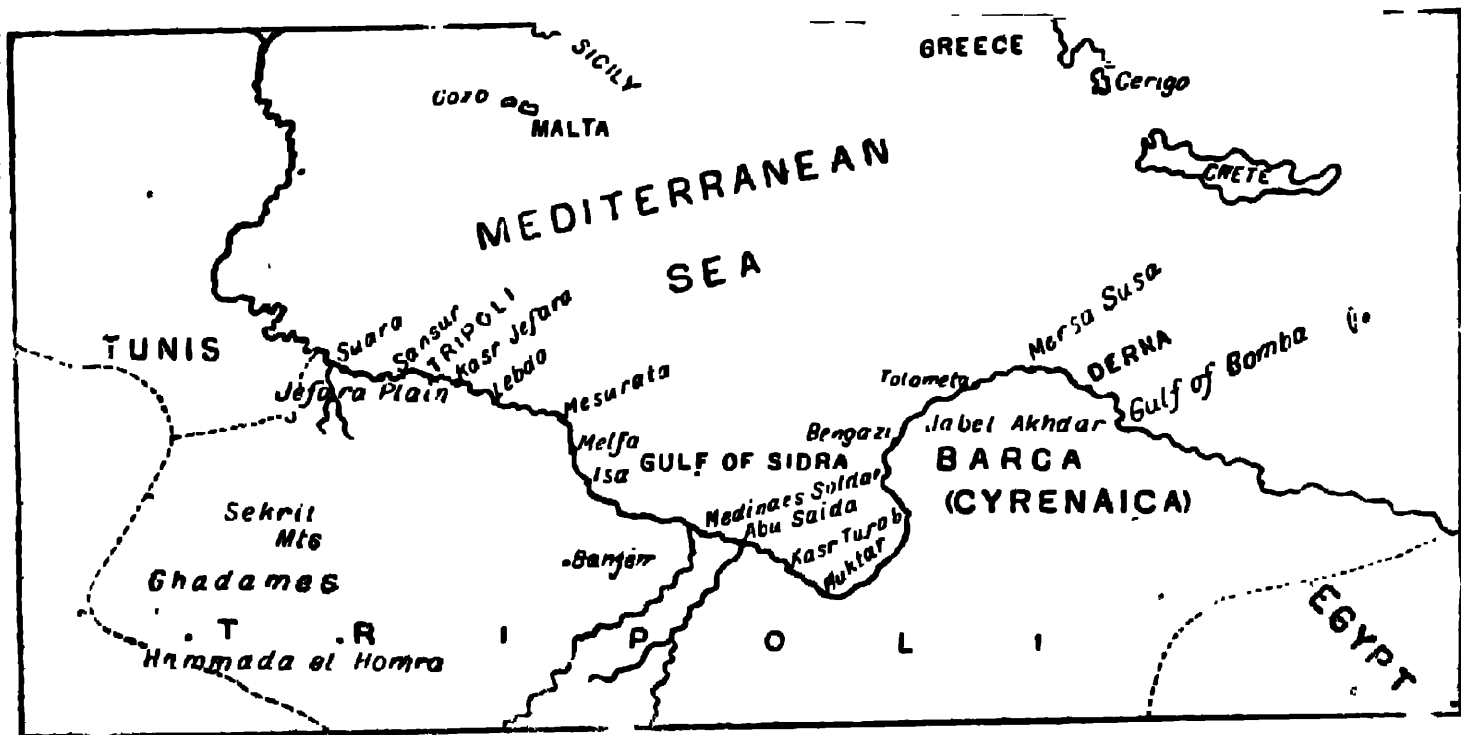 SICILY
GREECE
Cerigo
Gozo
MALTA
CRETE
MEDITERRANEAN
SEA
TUNIS
Suara
Sansur
TRIPOLI
Kasr Jefara
Lebda
Jefara Plain
Mesurata
Melfa
Isa
GULF OF SIDRA
Mersa Susa
DERNA
Gulf of Bomba
Tolometa
Bengazi
Jabel Akhdar
BARCA
(CYRENAICA)
Medinaes Soldan
Abu Saida
Kasr Turab
Muktar
Sekrit
Mts
Ghadames
TRIPOLI
Hammada el Homra
EGYPT